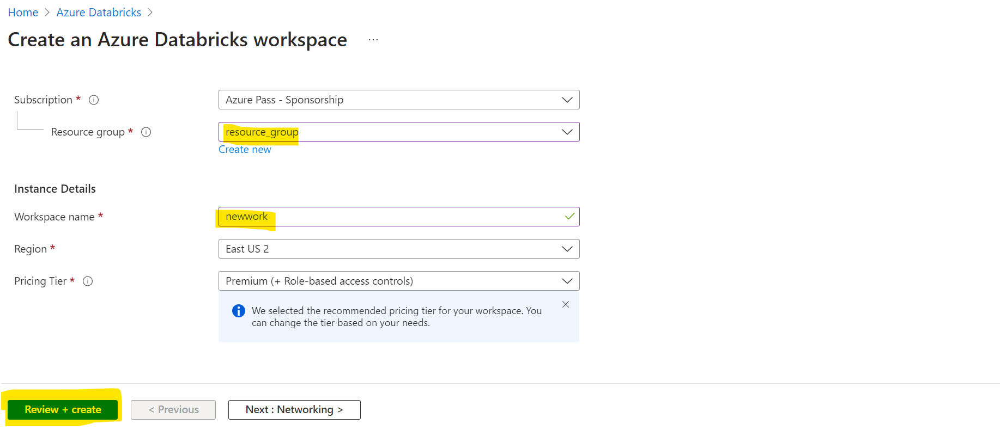 Home > Azure Databricks >
Create an Azure Databricks workspace ...
Subscription * Azure Pass - Sponsorship
Resource group * resource_group
Create new
Instance Details
Workspace name * newwork
Region * East US 2
Pricing Tier * Premium (+ Role-based access controls)
We selected the recommended pricing tier for your workspace. You
can change the tier based on your needs.
Review + create < Previous Next : Networking >